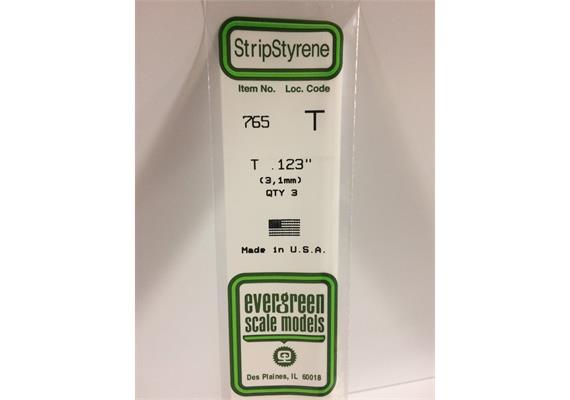 StripStyrene
Item No. Loc. Code
765 T
T .123"
(3,1mm)
QTY 3
Made in U.S.A.
evergreen
scale models
Des Plaines, IL 60018